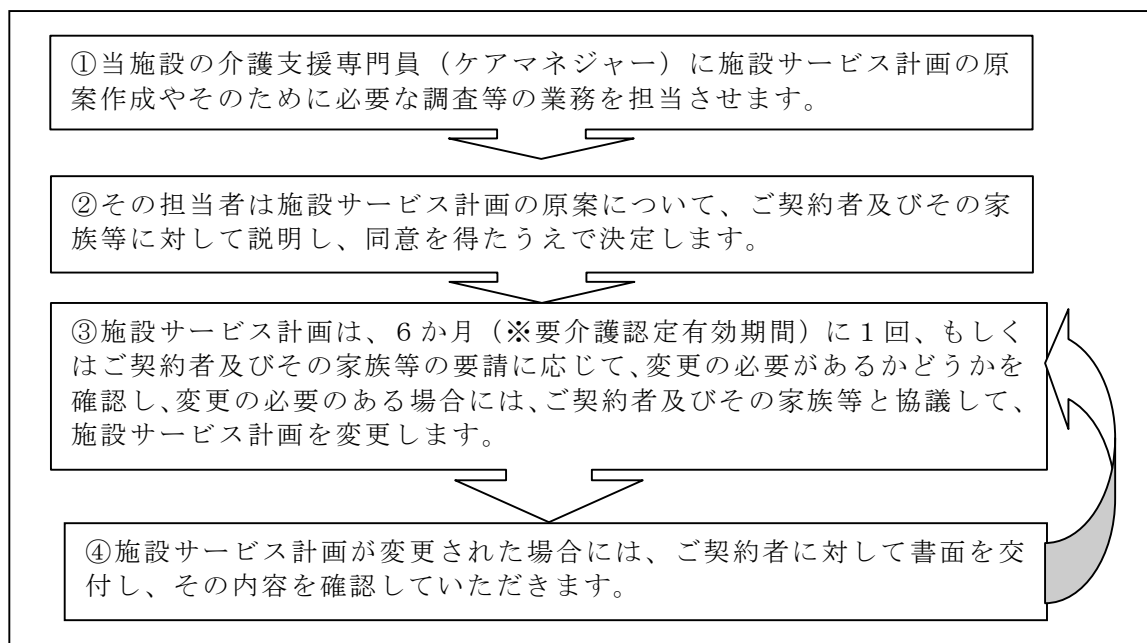 ①当施設の介護支援専門員（ケアマネジャー）に施設サービス計画の原
案作成やそのために必要な調査等の業務を担当させます。
②その担当者は施設サービス計画の原案について、ご契約者及びその家
族等に対して説明し、同意を得たうえで決定します。
③施設サービス計画は、６か月（※要介護認定有効期間）に１回、もしく
はご契約者及びその家族等の要請に応じて、変更の必要があるかどうかを
確認し、変更の必要のある場合には、ご契約者及びその家族等と協議して、
施設サービス計画を変更します。
④施設サービス計画が変更された場合には、ご契約者に対して書面を交
付し、その内容を確認していただきます。